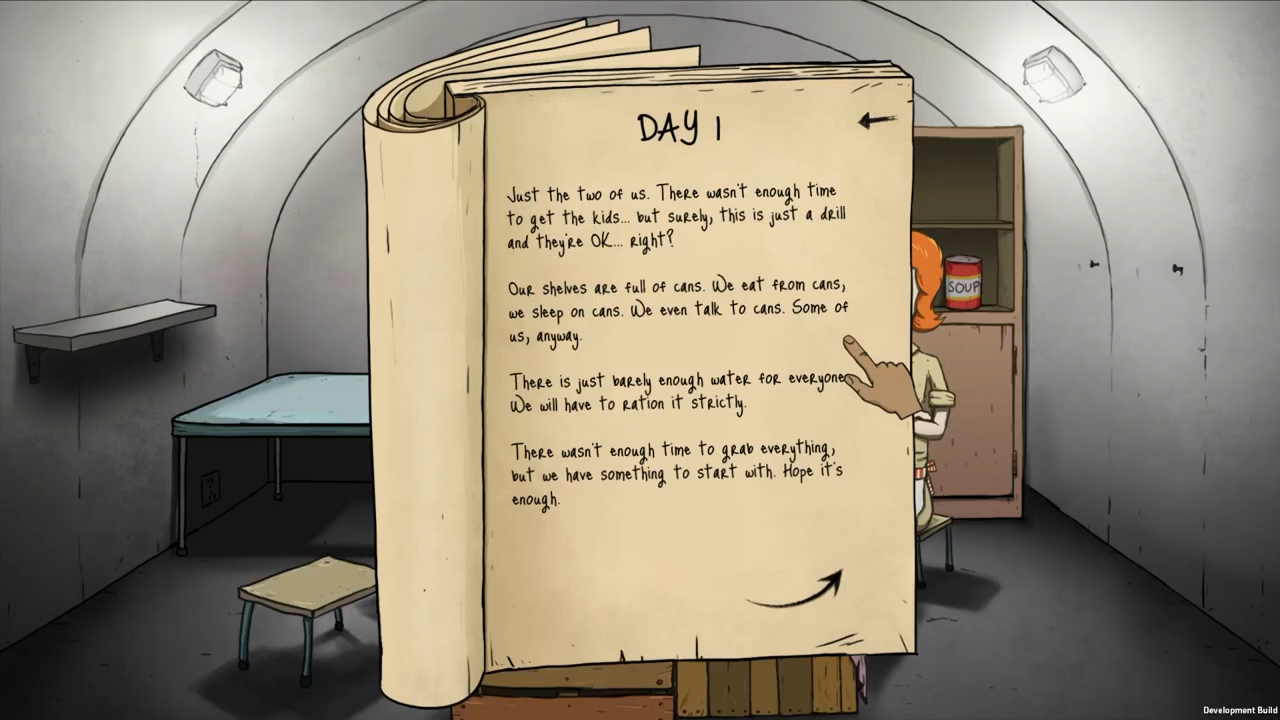 DAY 1
Just the two of us. There wasn't enough time
to get the kids... but surely, this is just a drill
and they're OK... right?
Our shelves are full of cans. We eat from cans,
we sleep on cans. We even talk to cans. Some of
us, anyway.
There is just barely enough water for everyone
We will have to ration it strictly.
There wasn't enough time to grab everything,
but we have something to start with. Hope it's
enough.
SOUP
Development Build